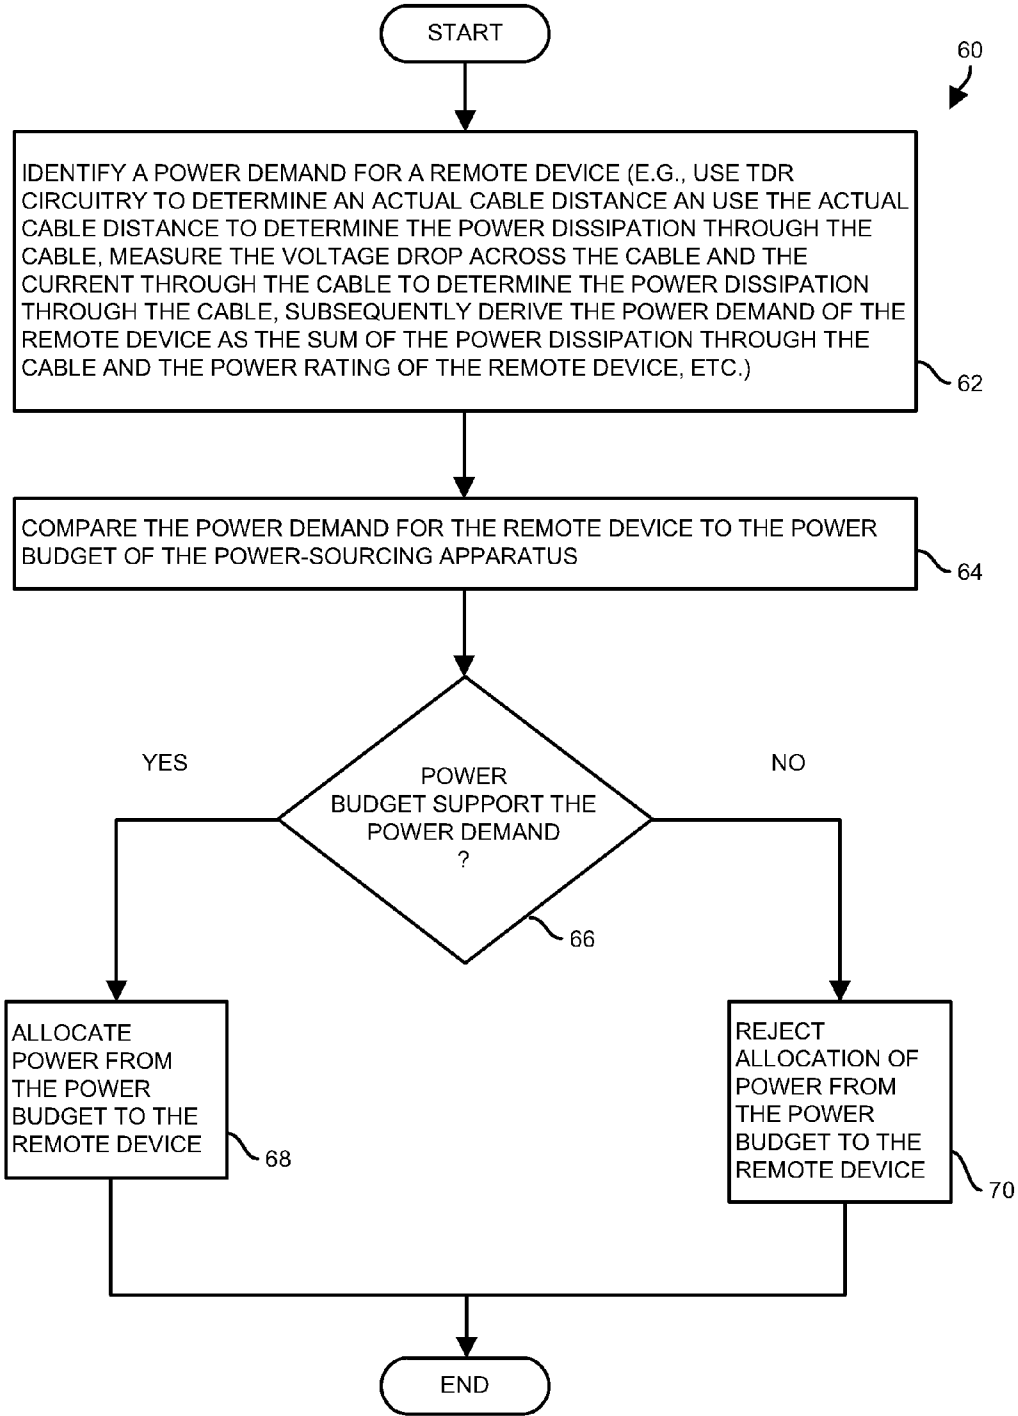 START
60
IDENTIFY A POWER DEMAND FOR A REMOTE DEVICE (E.G., USE TDR
CIRCUITRY TO DETERMINE AN ACTUAL CABLE DISTANCE AN USE THE ACTUAL
CABLE DISTANCE TO DETERMINE THE POWER DISSIPATION THROUGH THE
CABLE, MEASURE THE VOLTAGE DROP ACROSS THE CABLE AND THE
CURRENT THROUGH THE CABLE TO DETERMINE THE POWER DISSIPATION
THROUGH THE CABLE, SUBSEQUENTLY DERIVE THE POWER DEMAND OF THE
REMOTE DEVICE AS THE SUM OF THE POWER DISSIPATION THROUGH THE
CABLE AND THE POWER RATING OF THE REMOTE DEVICE, ETC.)
62
COMPARE THE POWER DEMAND FOR THE REMOTE DEVICE TO THE POWER
BUDGET OF THE POWER-SOURCING APPARATUS
64
YES
NO
POWER
BUDGET SUPPORT THE
POWER DEMAND
?
66
ALLOCATE
POWER FROM
THE POWER
BUDGET TO THE
REMOTE DEVICE
68
REJECT
ALLOCATION OF
POWER FROM
THE POWER
BUDGET TO THE
REMOTE DEVICE
70
END